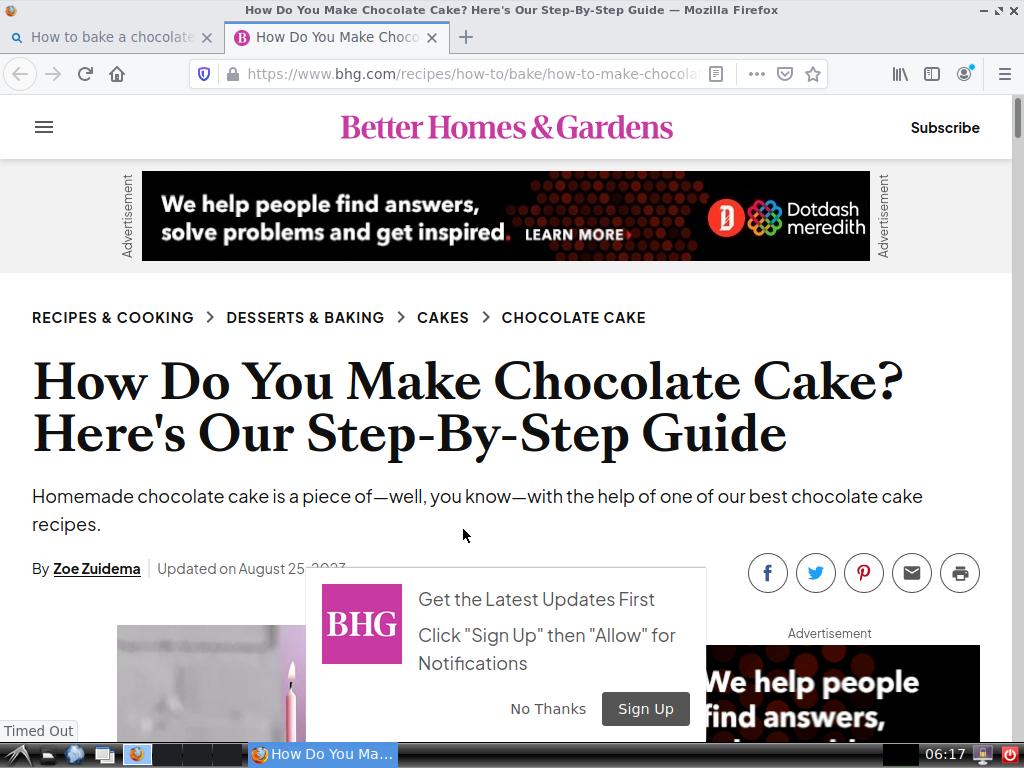 How Do You Make Chocolate Cake? Here's Our Step-By-Step Guide — Mozilla Firefox
How to bake a chocolate
How Do You Make Choco
https://www.bhg.com/recipes/how-to/bake/how-to-make-chocola
Better Homes & Gardens
Subscribe
Advertisement
We help people find answers,
solve problems and get inspired.
LEARN MORE
Dotdash
meredith
Advertisement
RECIPES & COOKING > DESSERTS & BAKING > CAKES > CHOCOLATE CAKE
How Do You Make Chocolate Cake?
Here's Our Step-By-Step Guide
Homemade chocolate cake is a piece of—well, you know—with the help of one of our best chocolate cake
recipes.
By Zoe Zuidema
Updated on August 25, 2023
BHG
Get the Latest Updates First
Click "Sign Up" then "Allow" for
Notifications
No Thanks
Sign Up
Advertisement
We help people
find answers,
Timed Out
How Do You Ma...
06:17